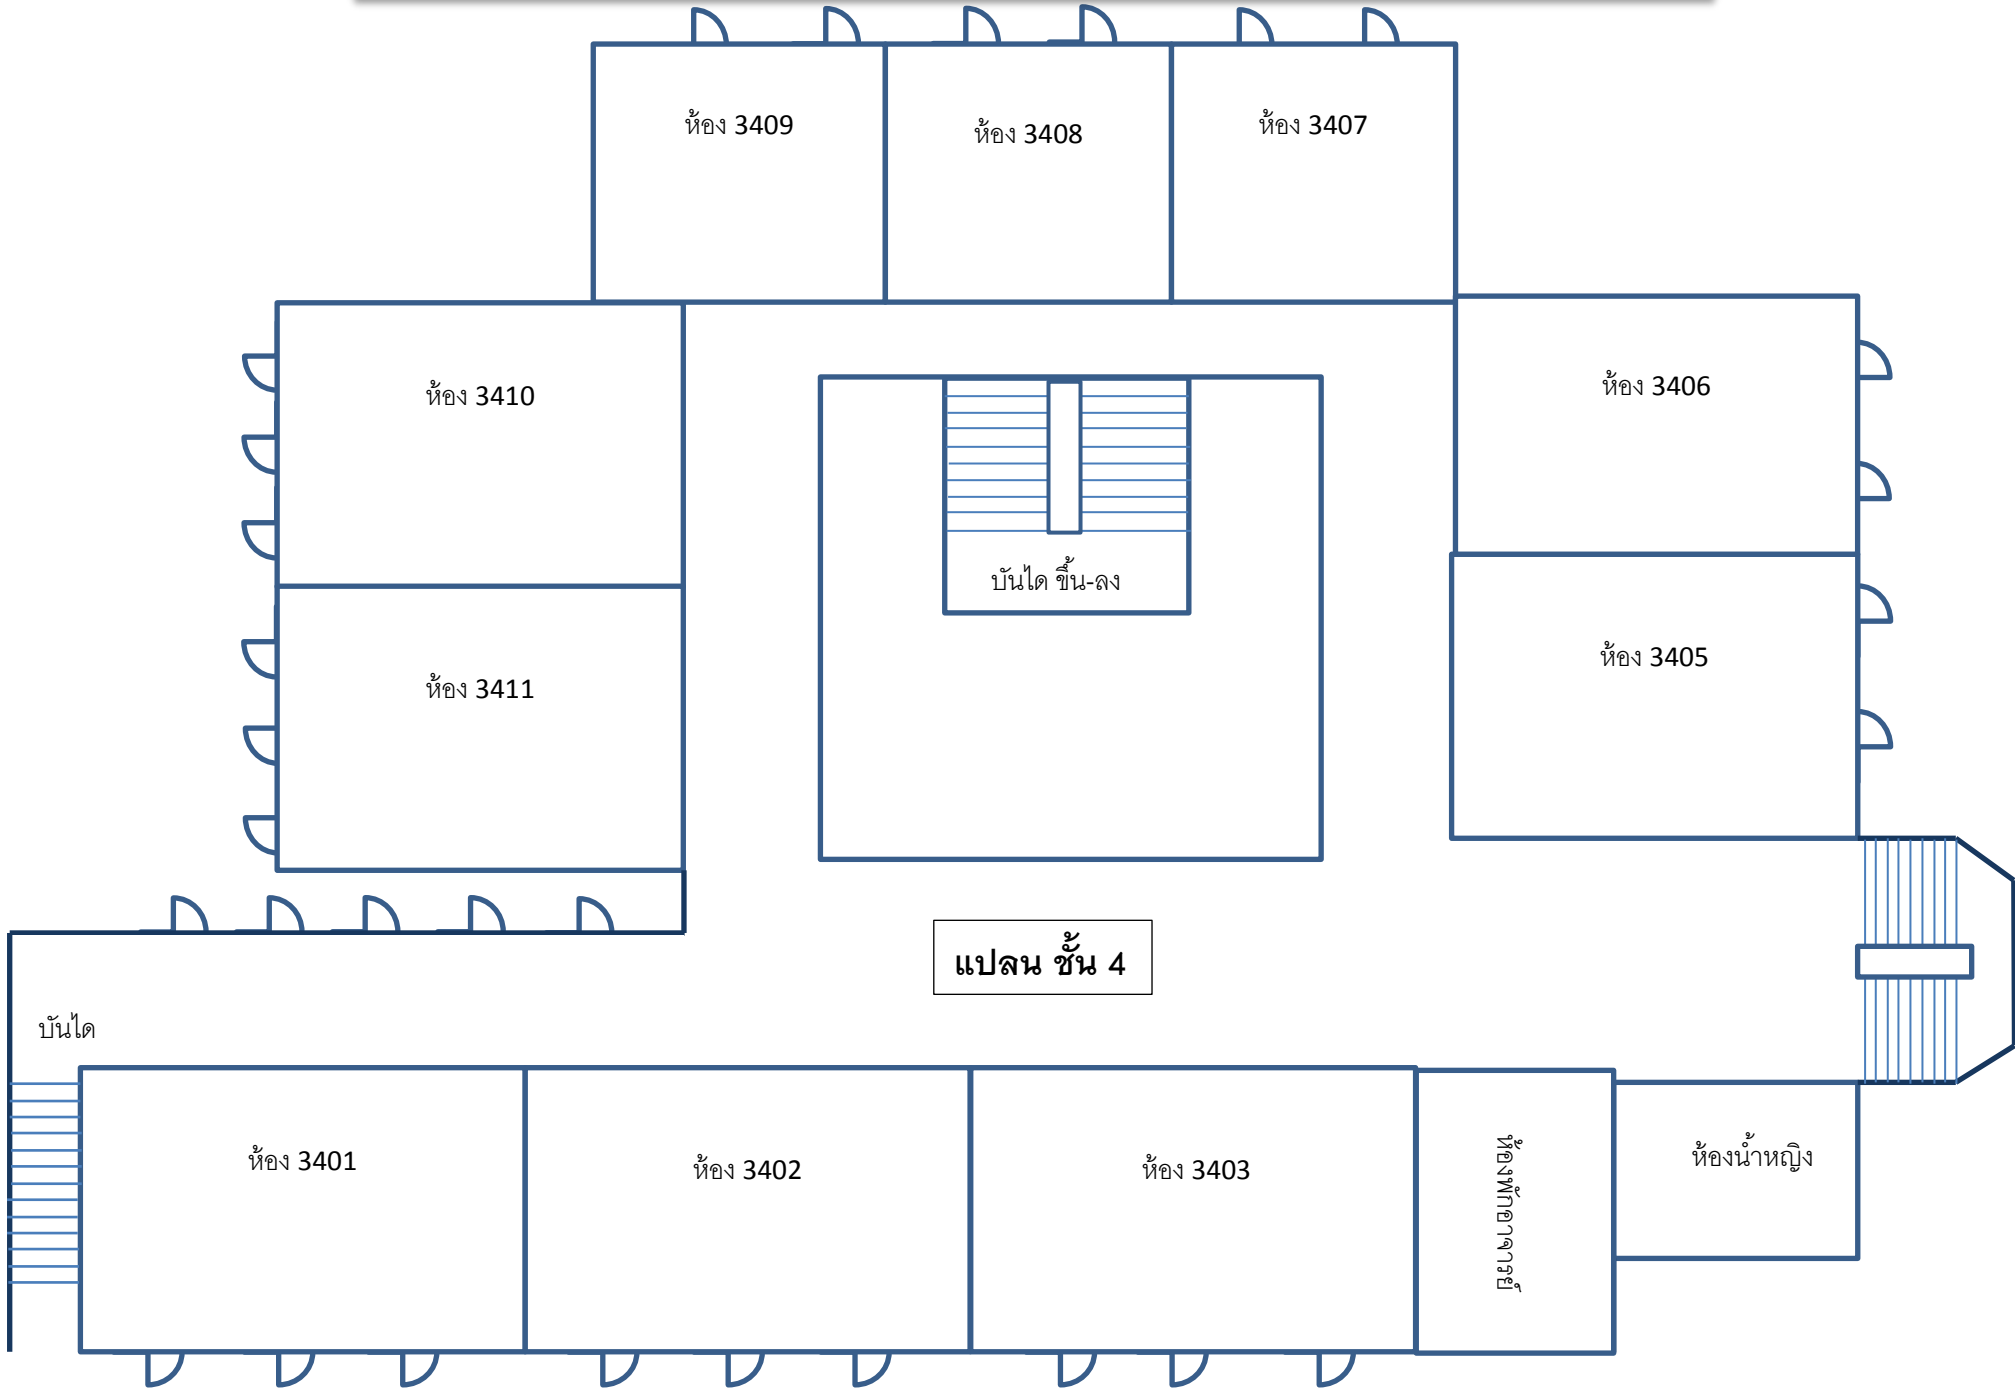 ห้อง 3409
ห้อง 3408
ห้อง 3407
ห้อง 3410
ห้อง 3406
บันได ขึ้น-ลง
ห้อง 3411
ห้อง 3405
แปลน ชั้น 4
บันได
ห้อง 3401
ห้อง 3402
ห้อง 3403
ห้องพักอาจารย์
ห้องน้ำหญิง